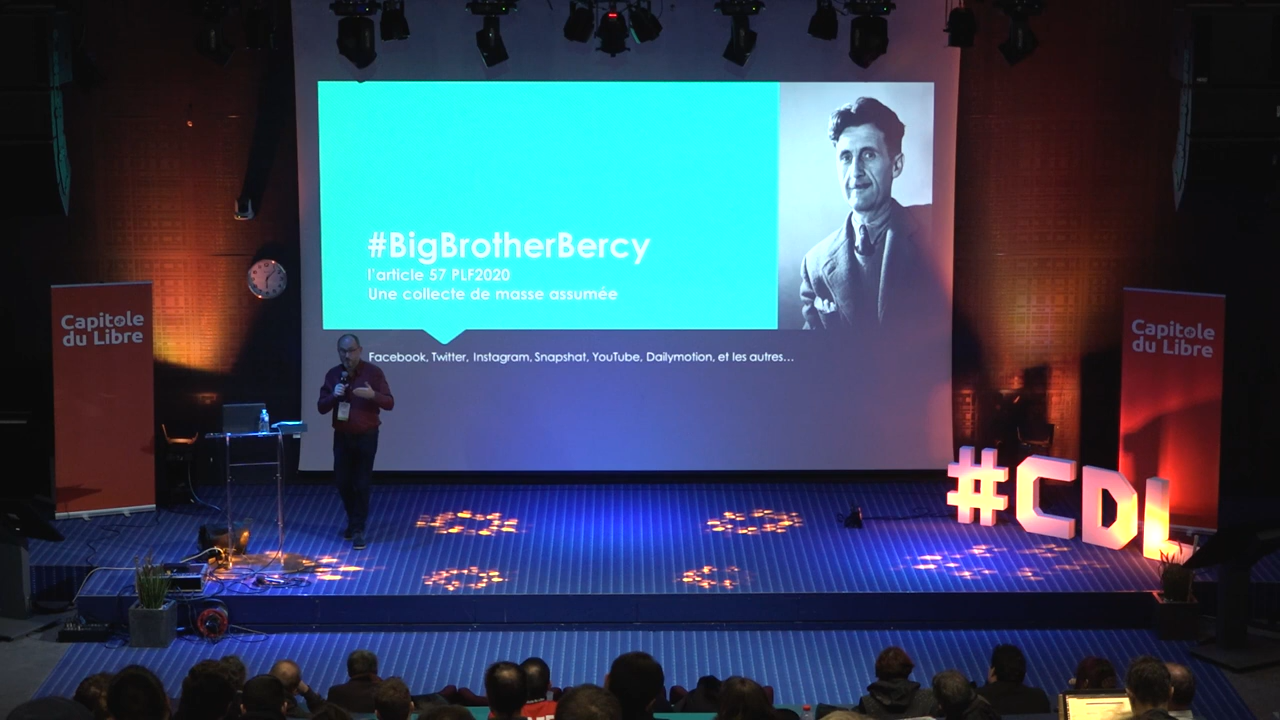 #BigBrotherBercy
l'article 57 PLF2020
Une collecte de masse assumée
Facebook, Twitter, Instagram, Snapshat, YouTube, Dailymotion, et les autres...
Capitole
du Libre
Capitole
du Libre
#CDL